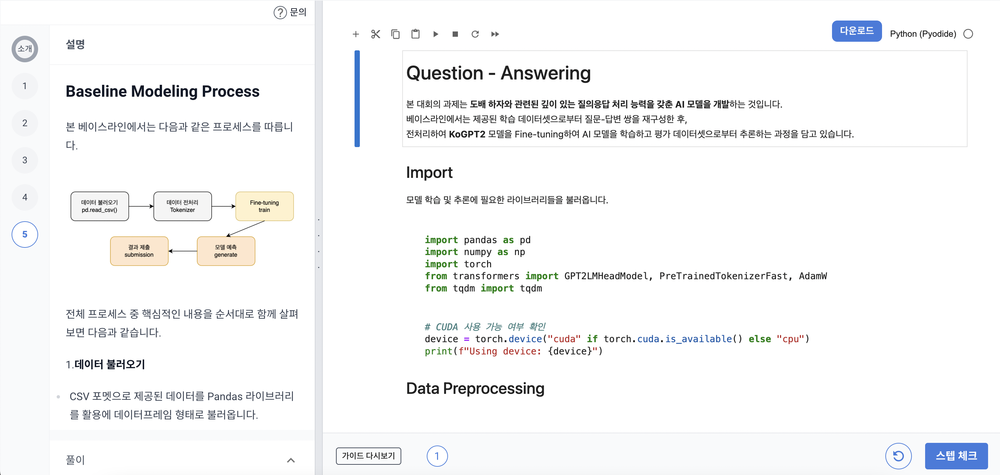 ? 문의
소개
1
2
3
4
5
설명
Baseline Modeling Process
본 베이스라인에서는 다음과 같은 프로세스를 따릅니
다.
데이터 불러오기
pd.read_csv()
데이터 전처리
Tokenizer
Fine-tuning
train
결과 제출
submission
모델 예측
generate
전체 프로세스 중 핵심적인 내용을 순서대로 함께 살펴
보면 다음과 같습니다.
1.데이터 불러오기
CSV 포멧으로 제공된 데이터를 Pandas 라이브러리
를 활용에 데이터프레임 형태로 불러옵니다.
풀이
다운로드
Python (Pyodide)
Question - Answering
본 대회의 과제는 도배 하자와 관련된 깊이 있는 질의응답 처리 능력을 갖춘 AI 모델을 개발하는 것입니다.
베이스라인에서는 제공된 학습 데이터셋으로부터 질문-답변 쌍을 재구성한 후,
전처리하여 KoGPT2 모델을 Fine-tuning하여 AI 모델을 학습하고 평가 데이터셋으로부터 추론하는 과정을 담고 있습니다.
Import
모델 학습 및 추론에 필요한 라이브러리들을 불러옵니다.
import pandas as pd
import numpy as np
import torch
from transformers import GPT2LMHeadModel, PreTrainedTokenizerFast, AdamW
from tqdm import tqdm
# CUDA 사용 가능 여부 확인
device = torch.device("cuda" if torch.cuda.is_available() else "cpu")
print(f"Using device: {device}")
Data Preprocessing
가이드 다시보기
1
스텝 체크